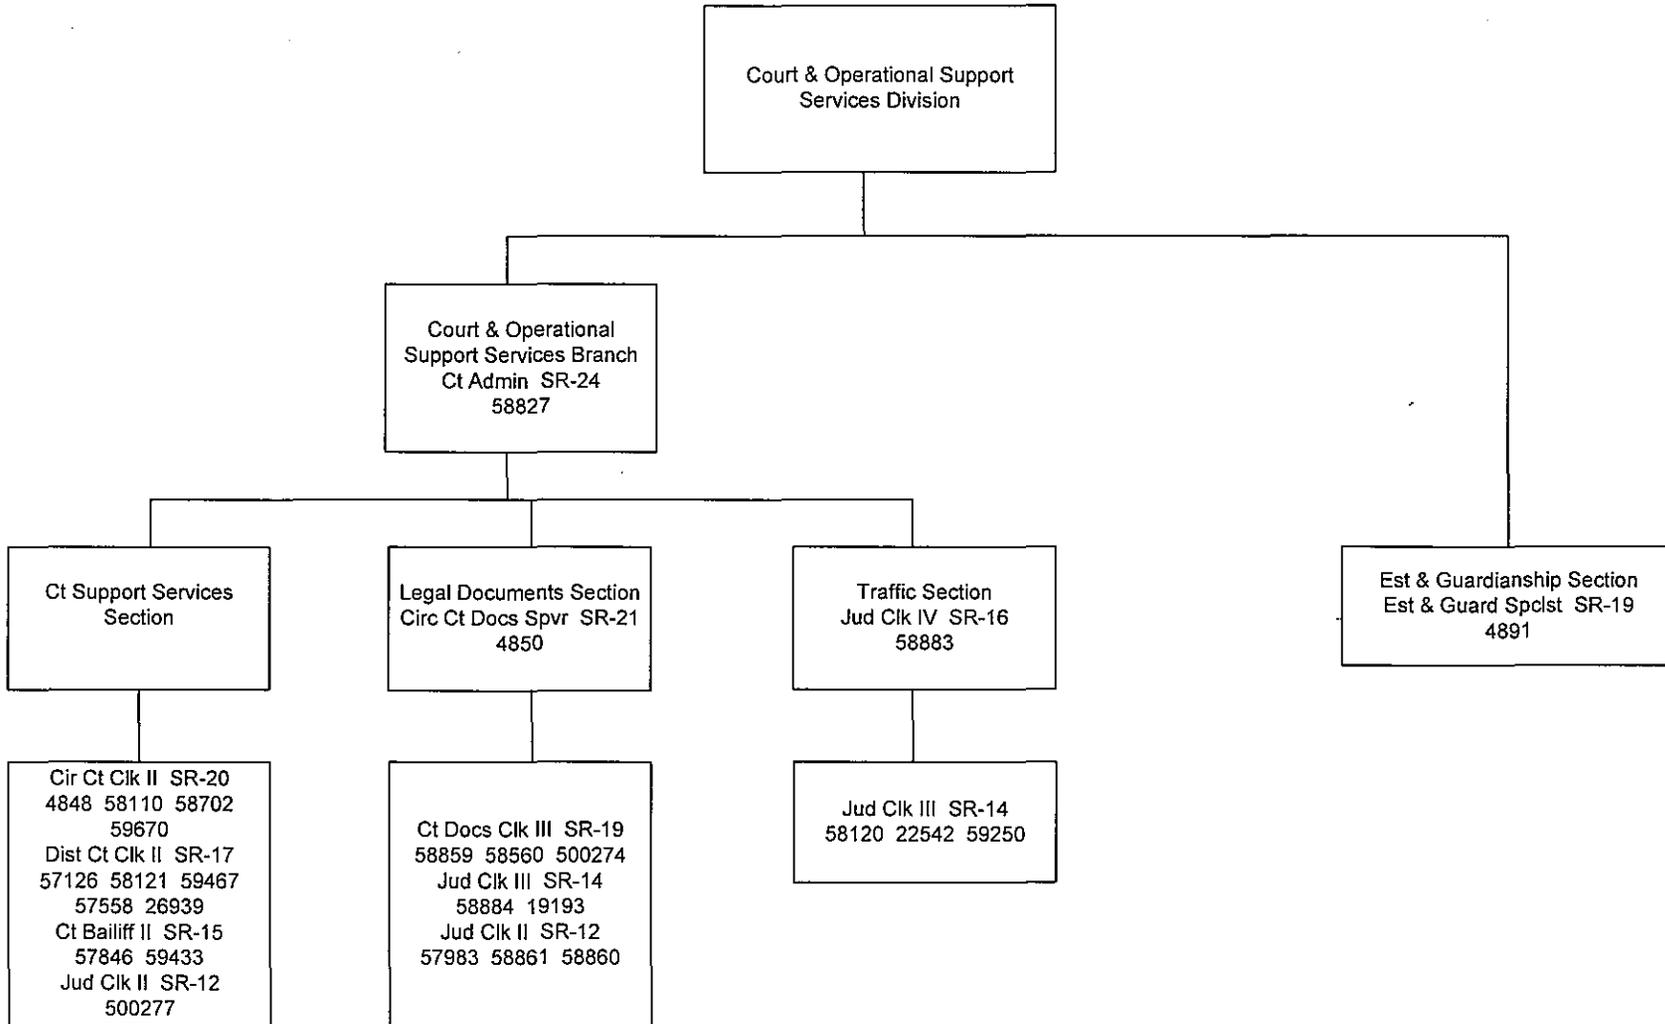 Court & Operational Support
Services Division
Court & Operational
Support Services Branch
Ct Admin SR-24
58827
Ct Support Services
Section
Legal Documents Section
Circ Ct Docs Spvr SR-21
4850
Traffic Section
Jud Clk IV SR-16
58883
Est & Guardianship Section
Est & Guard Spclst SR-19
4891
Cir Ct Clk II SR-20
4848 58110 58702
59670
Dist Ct Clk II SR-17
57126 58121 59467
57558 26939
Ct Bailiff II SR-15
57846 59433
Jud Clk II SR-12
500277
Ct Docs Clk III SR-19
58859 58560 500274
Jud Clk III SR-14
58884 19193
Jud Clk II SR-12
57983 58861 58860
Jud Clk III SR-14
58120 22542 59250